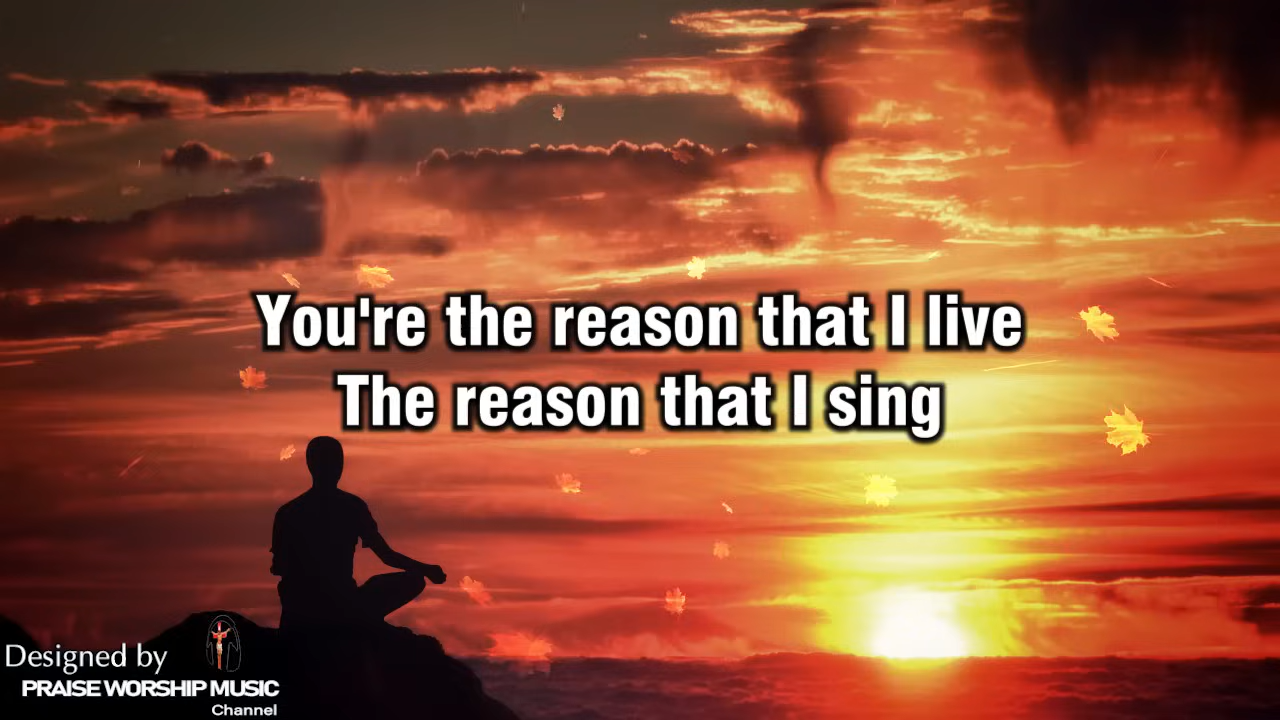 You're the reason that I live
The reason that I sing
Designed by
PRAISE WORSHIP MUSIC
Channel